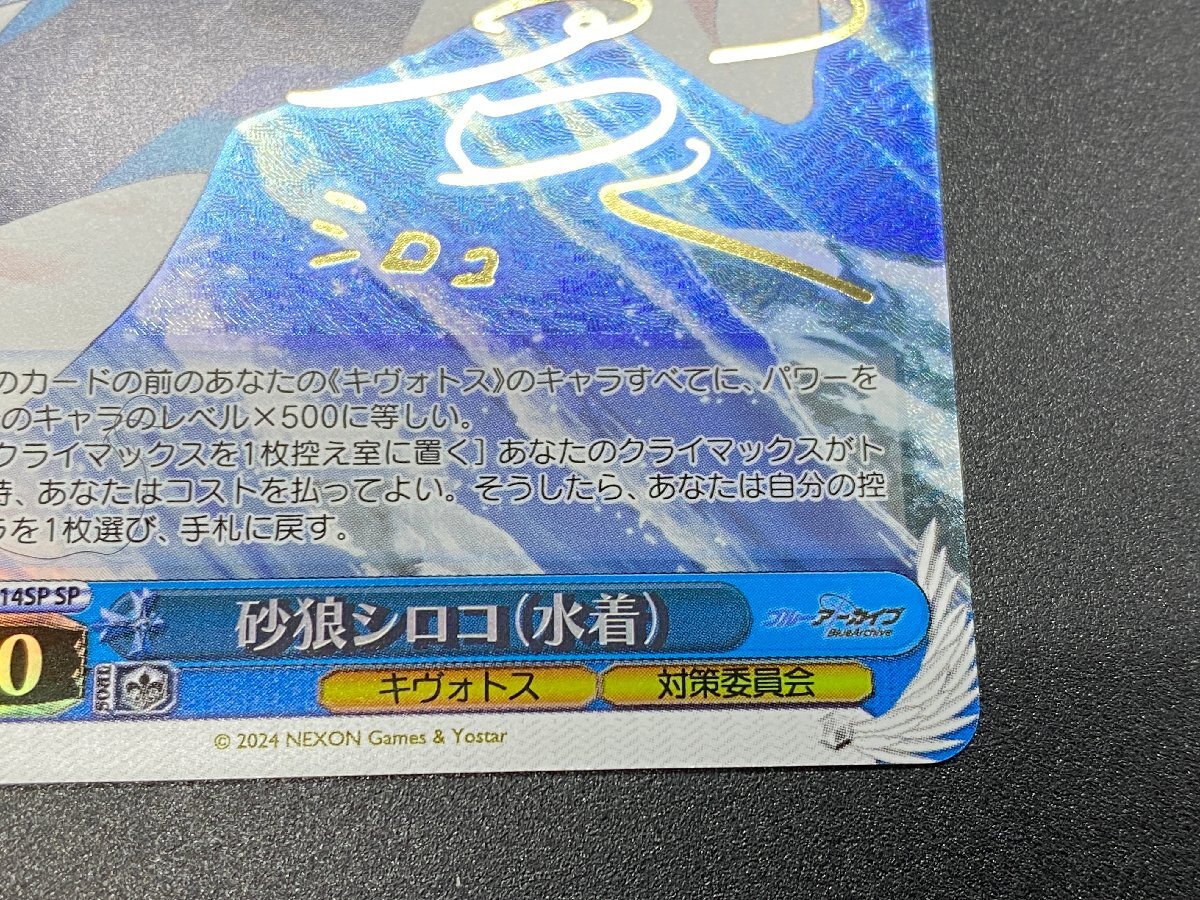 シロコ
のカードの前のあなたの《キヴォトス》のキャラすべてに、パワーを
のキャラのレベル×500に等しい。
クライマックスを1枚控え室に置く］ あなたのクライマックスがト
時、あなたはコストを払ってよい。そうしたら、あなたは自分の控
ラを1枚選び、手札に戻す。
14SP SP
砂狼シロコ（水着）
ブルーアーカイブ
BlueArchive
0
SOUL
キヴォトス
対策委員会
© 2024 NEXON Games & Yostar